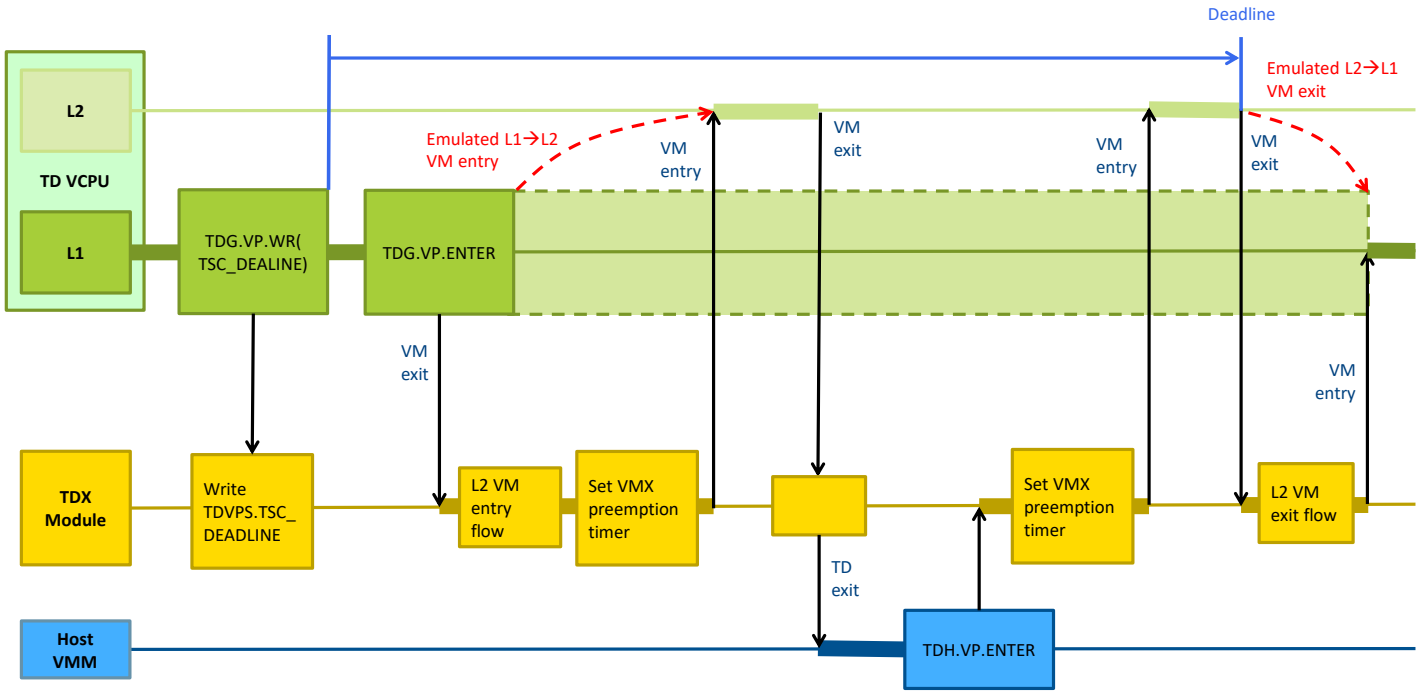 Deadline
Emulated L2→L1
VM exit
L2
Emulated L1→L2
VM entry
VM
entry
VM
exit
VM
entry
VM
exit
TD VCPU
L1
TDG.VP.WR(
TSC_DEALINE)
TDG.VP.ENTER
VM
exit
VM
entry
TDX
Module
Write
TDVPS.TSC_
DEADLINE
L2 VM
entry
flow
Set VMX
preemption
timer
Set VMX
preemption
timer
L2 VM
exit flow
TD
exit
Host
VMM
TDH.VP.ENTER